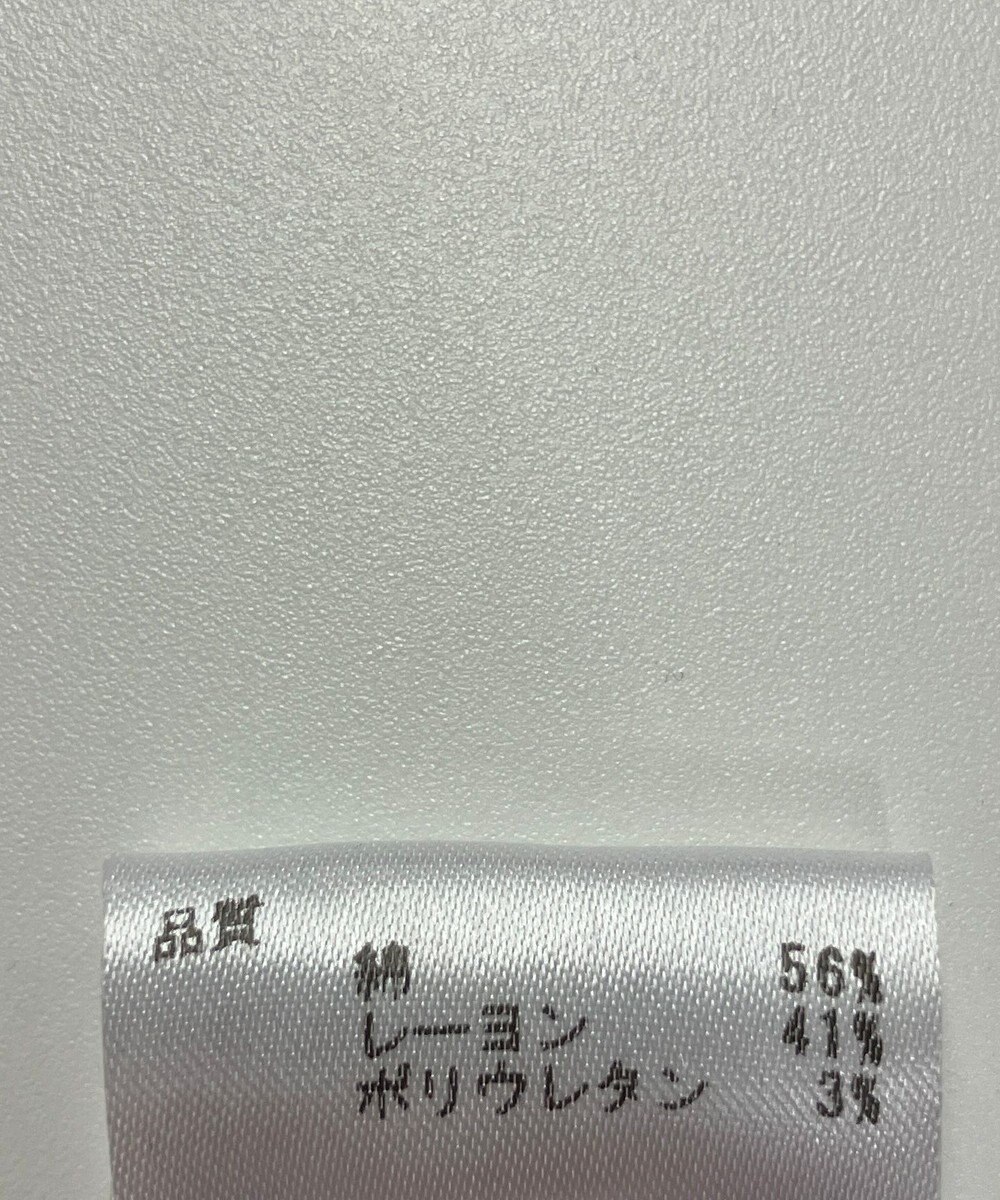 品質
綿 56%
レーヨン 41%
ポリウレタン 3%